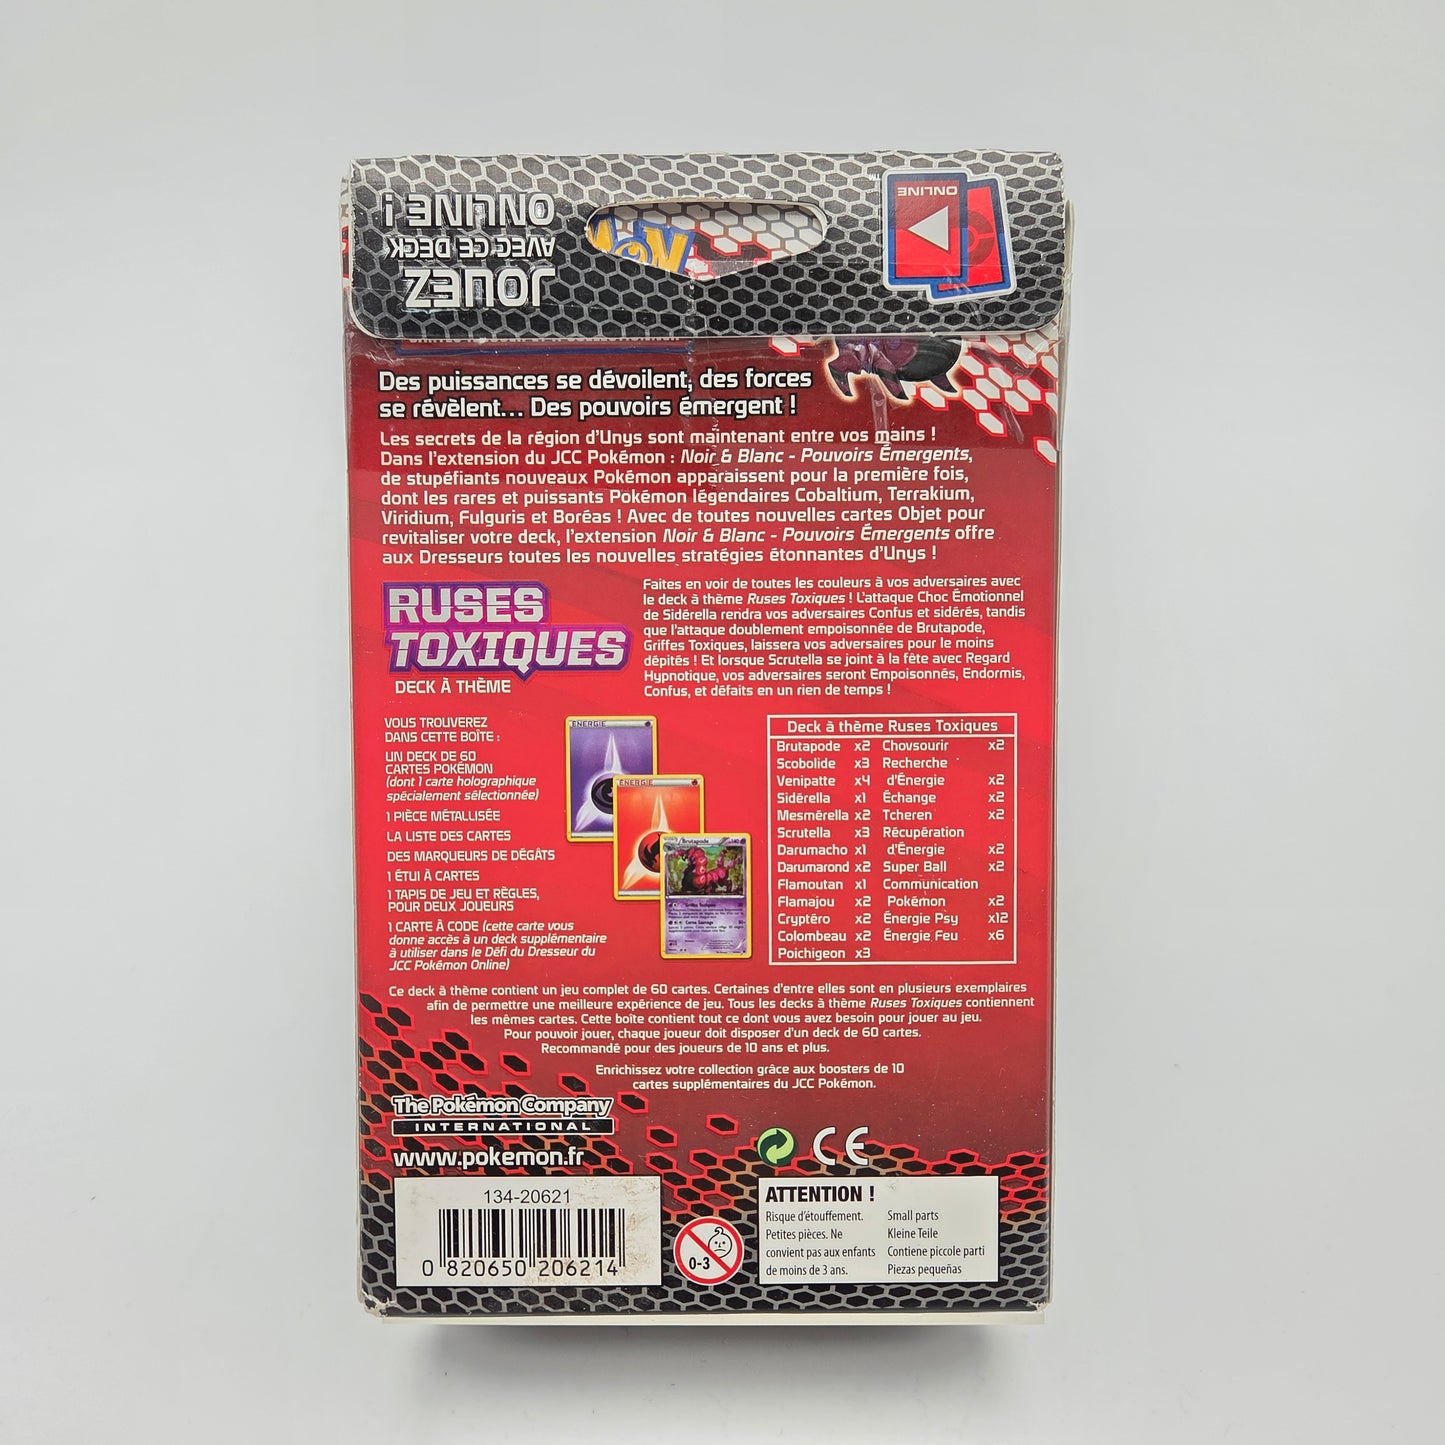 JOUEZ
AVEC CE DECK
ONLINE !
ONLINE
TM
Des puissances se dévoilent, des forces
se révèlent... Des pouvoirs émergent !
Les secrets de la région d'Unys sont maintenant entre vos mains !
Dans l'extension du JCC Pokémon : Noir & Blanc - Pouvoirs Émergents,
de stupéfiants nouveaux Pokémon apparaissent pour la première fois,
dont les rares et puissants Pokémon légendaires Cobaltium, Terrakium,
Viridium, Fulguris et Boréas ! Avec de toutes nouvelles cartes Objet pour
revitaliser votre deck, l'extension Noir & Blanc - Pouvoirs Émergents offre
aux Dresseurs toutes les nouvelles stratégies étonnantes d'Unys !
RUSES
TOXIQUES
DECK À THÈME
Faites en voir de toutes les couleurs à vos adversaires avec
le deck à thème Ruses Toxiques ! L'attaque Choc Émotionnel
de Sidérella rendra vos adversaires Confus et sidérés, tandis
que l'attaque doublement empoisonnée de Brutapode,
Griffes Toxiques, laissera vos adversaires pour le moins
dépités ! Et lorsque Scrutella se joint à la fête avec Regard
Hypnotique, vos adversaires seront Empoisonnés, Endormis,
Confus, et défaits en un rien de temps !
VOUS TROUVEREZ
DANS CETTE BOÎTE :
UN DECK DE 60
CARTES POKÉMON
(dont 1 carte holographique
spécialement sélectionnée)
1 PIÈCE MÉTALLISÉE
LA LISTE DES CARTES
DES MARQUEURS DE DÉGÂTS
1 ÉTUI À CARTES
1 TAPIS DE JEU ET RÈGLES,
POUR DEUX JOUEURS
1 CARTE À CODE (cette carte vous
donne accès à un deck supplémentaire
à utiliser dans le Défi du Dresseur du
JCC Pokémon Online)
ÉNERGIE
ÉNERGIE
Brutapode 140
Griffes Toxiques
Deck à thème Ruses Toxiques
Brutapode x2
Scobolide x3
Venipatte x4
Sidérella x1
Mesmérella x2
Scrutella x3
Darumacho x1
Darumarond x2
Flamoutan x1
Flamajou x2
Cryptéro x2
Colombeau x2
Poichigeon x3
Chovsourir x2
Recherche
d'Énergie x2
Échange x2
Tcheren x2
Récupération
d'Énergie x2
Super Ball x2
Communication
Pokémon x2
Énergie Psy x12
Énergie Feu x6
Ce deck à thème contient un jeu complet de 60 cartes. Certaines d'entre elles sont en plusieurs exemplaires
afin de permettre une meilleure expérience de jeu. Tous les decks à thème Ruses Toxiques contiennent
les mêmes cartes. Cette boîte contient tout ce dont vous avez besoin pour jouer au jeu.
Pour pouvoir jouer, chaque joueur doit disposer d'un deck de 60 cartes.
Recommandé pour des joueurs de 10 ans et plus.
Enrichissez votre collection grâce aux boosters de 10
cartes supplémentaires du JCC Pokémon.
The Pokémon Company
INTERNATIONAL
www.pokemon.fr
CE
134-20621
0 820650 206214
0-3
ATTENTION !
Risque d'étouffement.
Petites pièces. Ne
convient pas aux enfants
de moins de 3 ans.
Small parts
Kleine Teile
Contiene piccole parti
Piezas pequeñas